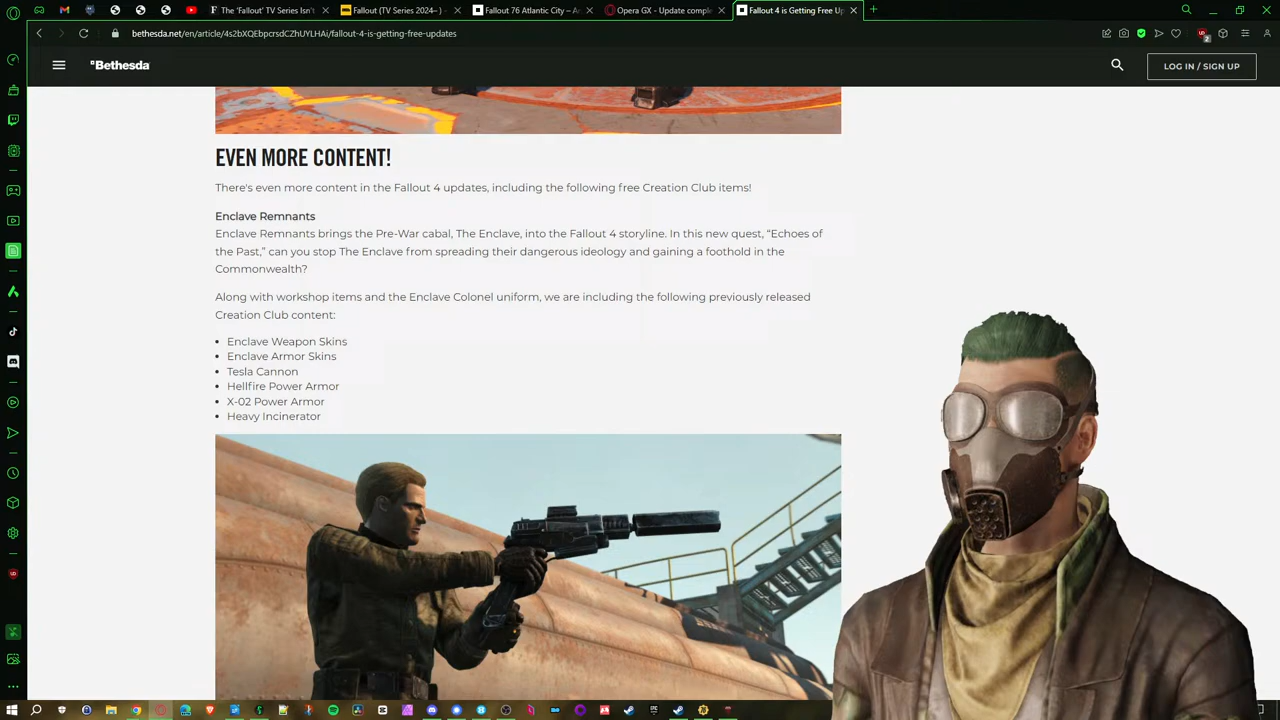 The 'Fallout' TV Series Isn't
Fallout (TV Series 2024– )
Fallout 76 Atlantic City – A
Opera GX - Update comple
Fallout 4 is Getting Free Up
bethesda.net/en/article/4s2bXQEbpcrsdCZhUYLHAi/fallout-4-is-getting-free-updates
2
Bethesda
LOG IN / SIGN UP
EVEN MORE CONTENT!
There's even more content in the Fallout 4 updates, including the following free Creation Club items!
Enclave Remnants
Enclave Remnants brings the Pre-War cabal, The Enclave, into the Fallout 4 storyline. In this new quest, “Echoes of
the Past,” can you stop The Enclave from spreading their dangerous ideology and gaining a foothold in the
Commonwealth?
Along with workshop items and the Enclave Colonel uniform, we are including the following previously released
Creation Club content:
• Enclave Weapon Skins
• Enclave Armor Skins
• Tesla Cannon
• Hellfire Power Armor
• X-02 Power Armor
• Heavy Incinerator